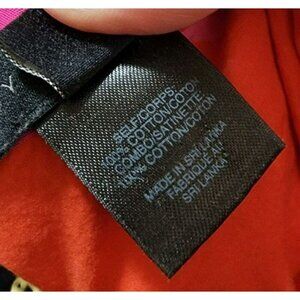 SELF/CORPS:
100% COTTON/COTON
COMBO/SATINETTE:
100% COTTON/COTON
MADE IN SRI LANKA
FABRIQUÉ AU
SRI LANKA